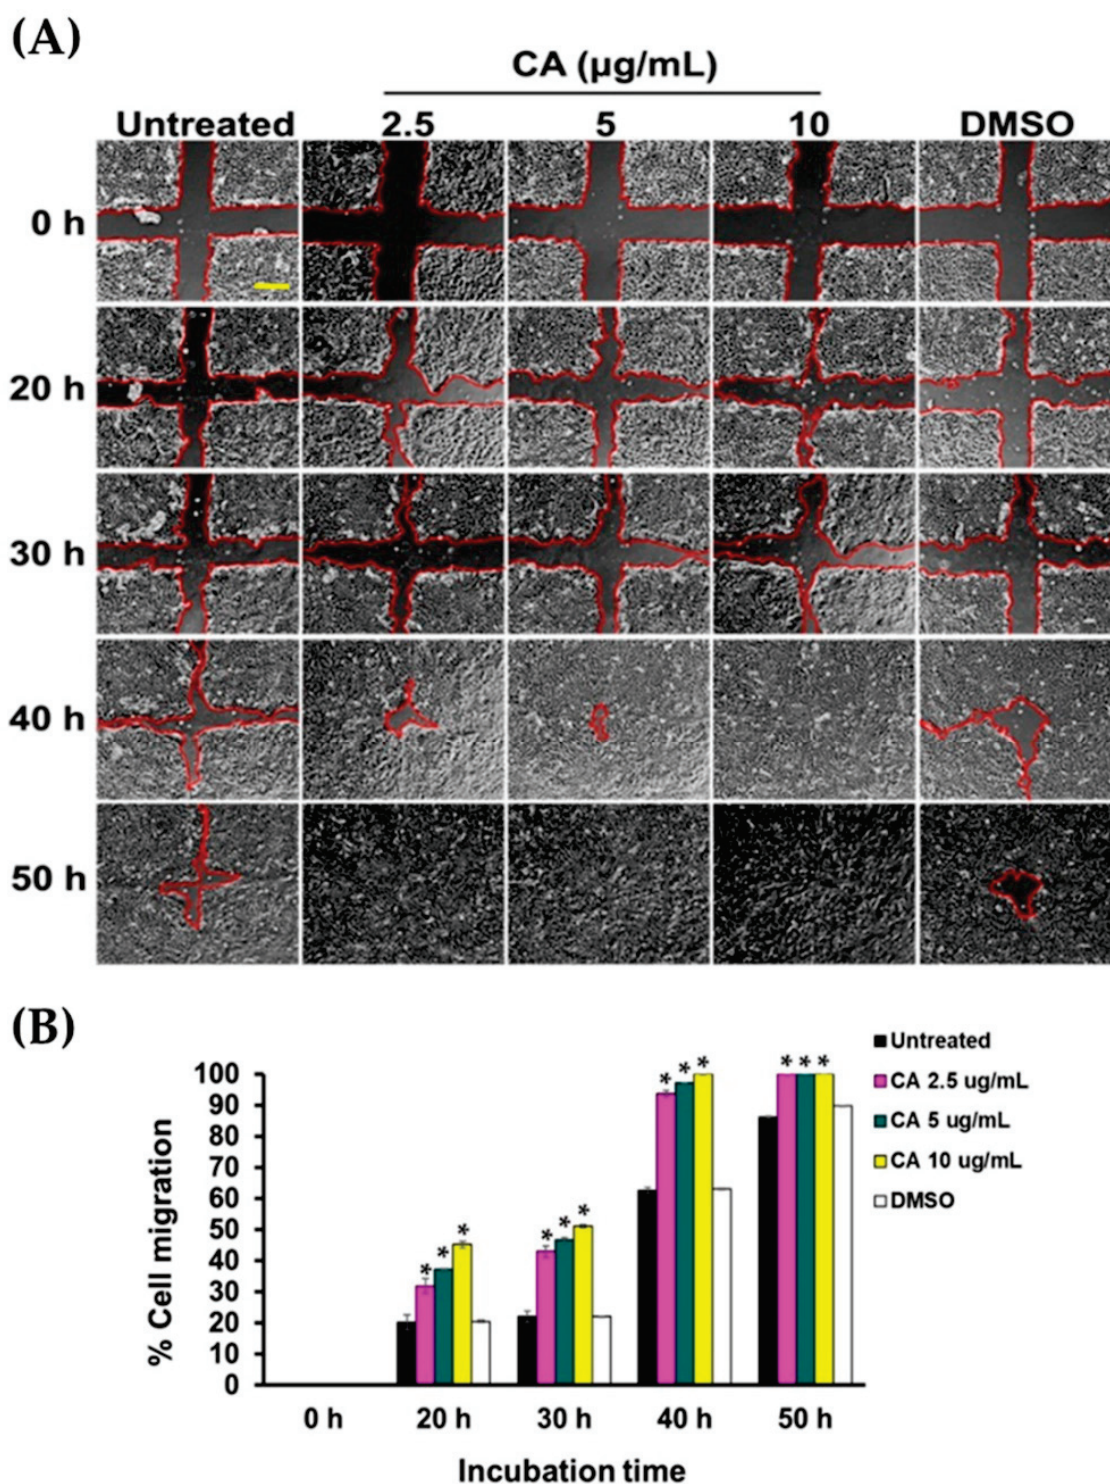 (A)
CA (µg/mL)
Untreated 2.5 5 10 DMSO
0 h
20 h
30 h
40 h
50 h
(B)
Untreated
CA 2.5 ug/mL
CA 5 ug/mL
CA 10 ug/mL
DMSO
% Cell migration
100
90
80
70
60
50
40
30
20
10
0
* * *
* * *
* * *
* * *
0 h 20 h 30 h 40 h 50 h
Incubation time